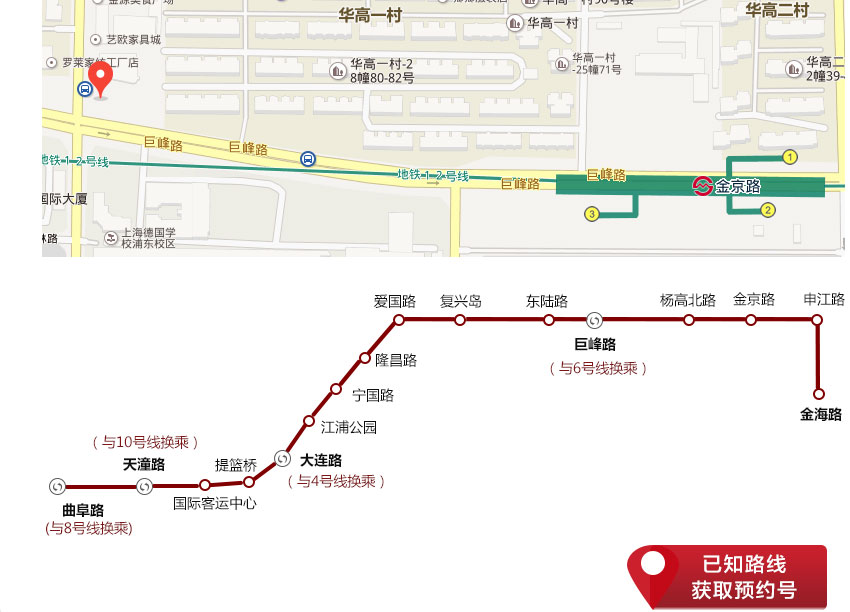 华高一村
华高一村
华高二村
艺欧家具城
罗莱家纺工厂店
华高一村-2
8幢80-82号
华高一村
-25幢71号
华高二
2幢39-
巨峰路
巨峰路
地铁12号线
地铁12号线
巨峰路
巨峰路
金京路
1
2
3
国际大厦
林路
上海德国学
校浦东校区
爱国路
复兴岛
东陆路
杨高北路
金京路
申江路
巨峰路
（与6号线换乘）
隆昌路
宁国路
金海路
江浦公园
（与10号线换乘）
天潼路
提篮桥
大连路
（与4号线换乘）
国际客运中心
曲阜路
(与8号线换乘)
已知路线
获取预约号